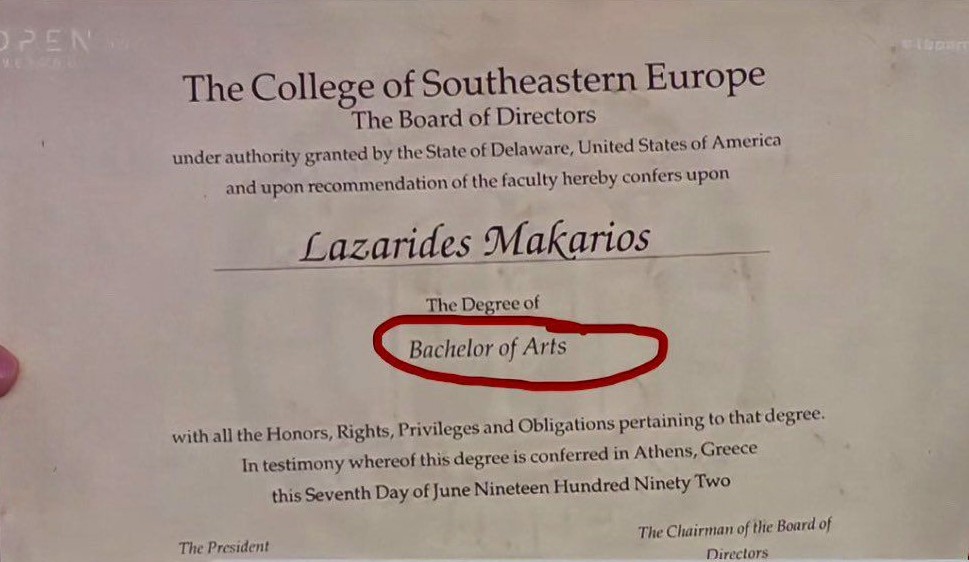 OPEN
The College of Southeastern Europe
The Board of Directors
under authority granted by the State of Delaware, United States of America
and upon recommendation of the faculty hereby confers upon
Lazarides Makarios
The Degree of
Bachelor of Arts
with all the Honors, Rights, Privileges and Obligations pertaining to that degree.
In testimony whereof this degree is conferred in Athens, Greece
this Seventh Day of June Nineteen Hundred Ninety Two
The Chairman of the Board of
Directors
The President